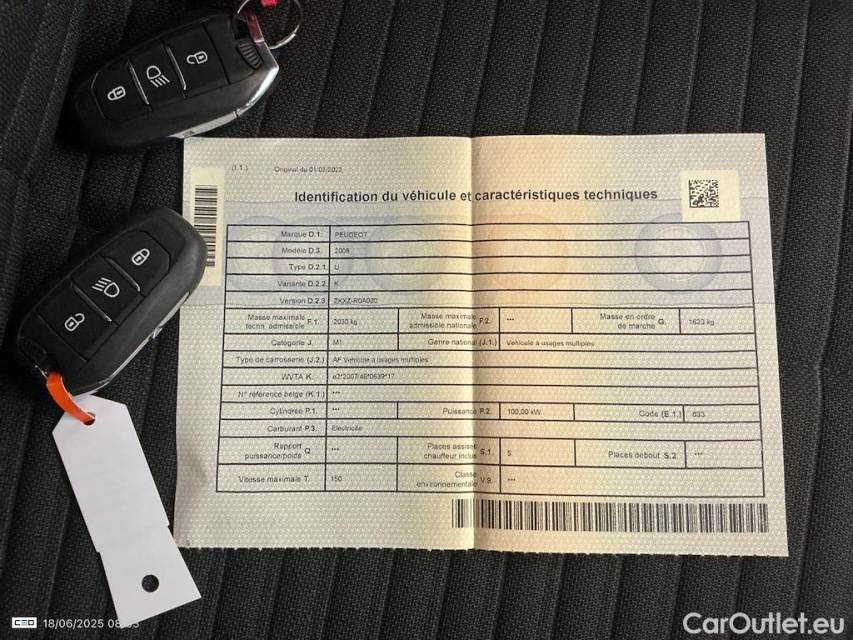 (I.1.) Original du 01/02/2022
Identification du véhicule et caractéristiques techniques
Marque D.1: PEUGEOT
Modèle D.3. 2008
Type D.2.1. U
Variante D.2.2. K
Version D.2.3. ZKXZ-R0A000
Masse maximale techn. admissible F.1. 2030 kg Masse maximale admissible nationale F.2. *** Masse en ordre de marche G. 1623 kg
Catégorie J. M1 Genre national (J.1.) Véhicule à usages multiples
Type de carrosserie (J.2.) AF Véhicule à usages multiples
WVTA K. e2*2007/46*0639*17
N° référence belge (K.1.) ***
Cylindrée P.1. *** Puissance P.2. 100,00 kW Code (E.1.) 633
Carburant P.3. Electricité
Rapport puissance/poids Q. *** Places assises chauffeur inclus S.1. 5 Places debout S.2. ***
Vitesse maximale T. 150 Classe environnementale V.9. ***
18/06/2025
CarOutlet.eu